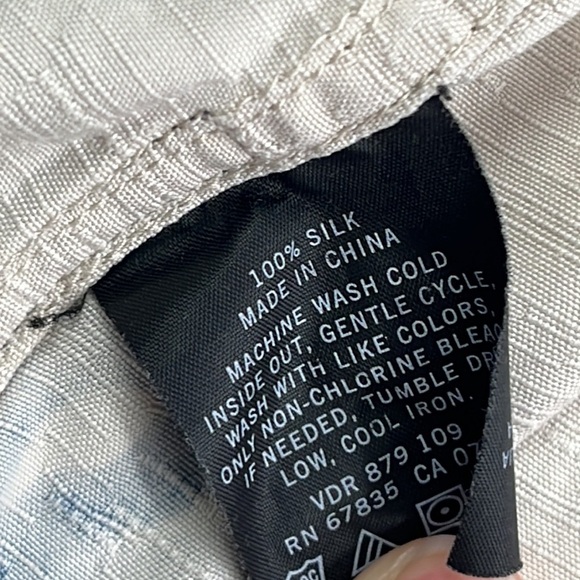 100% SILK
MADE IN CHINA
MACHINE WASH COLD
INSIDE OUT, GENTLE CYCLE,
WASH WITH LIKE COLORS,
ONLY NON-CHLORINE
IF NEEDED, TUMBLE
LOW, COOL IRON.
VDR 879 109
RN 67835 CA